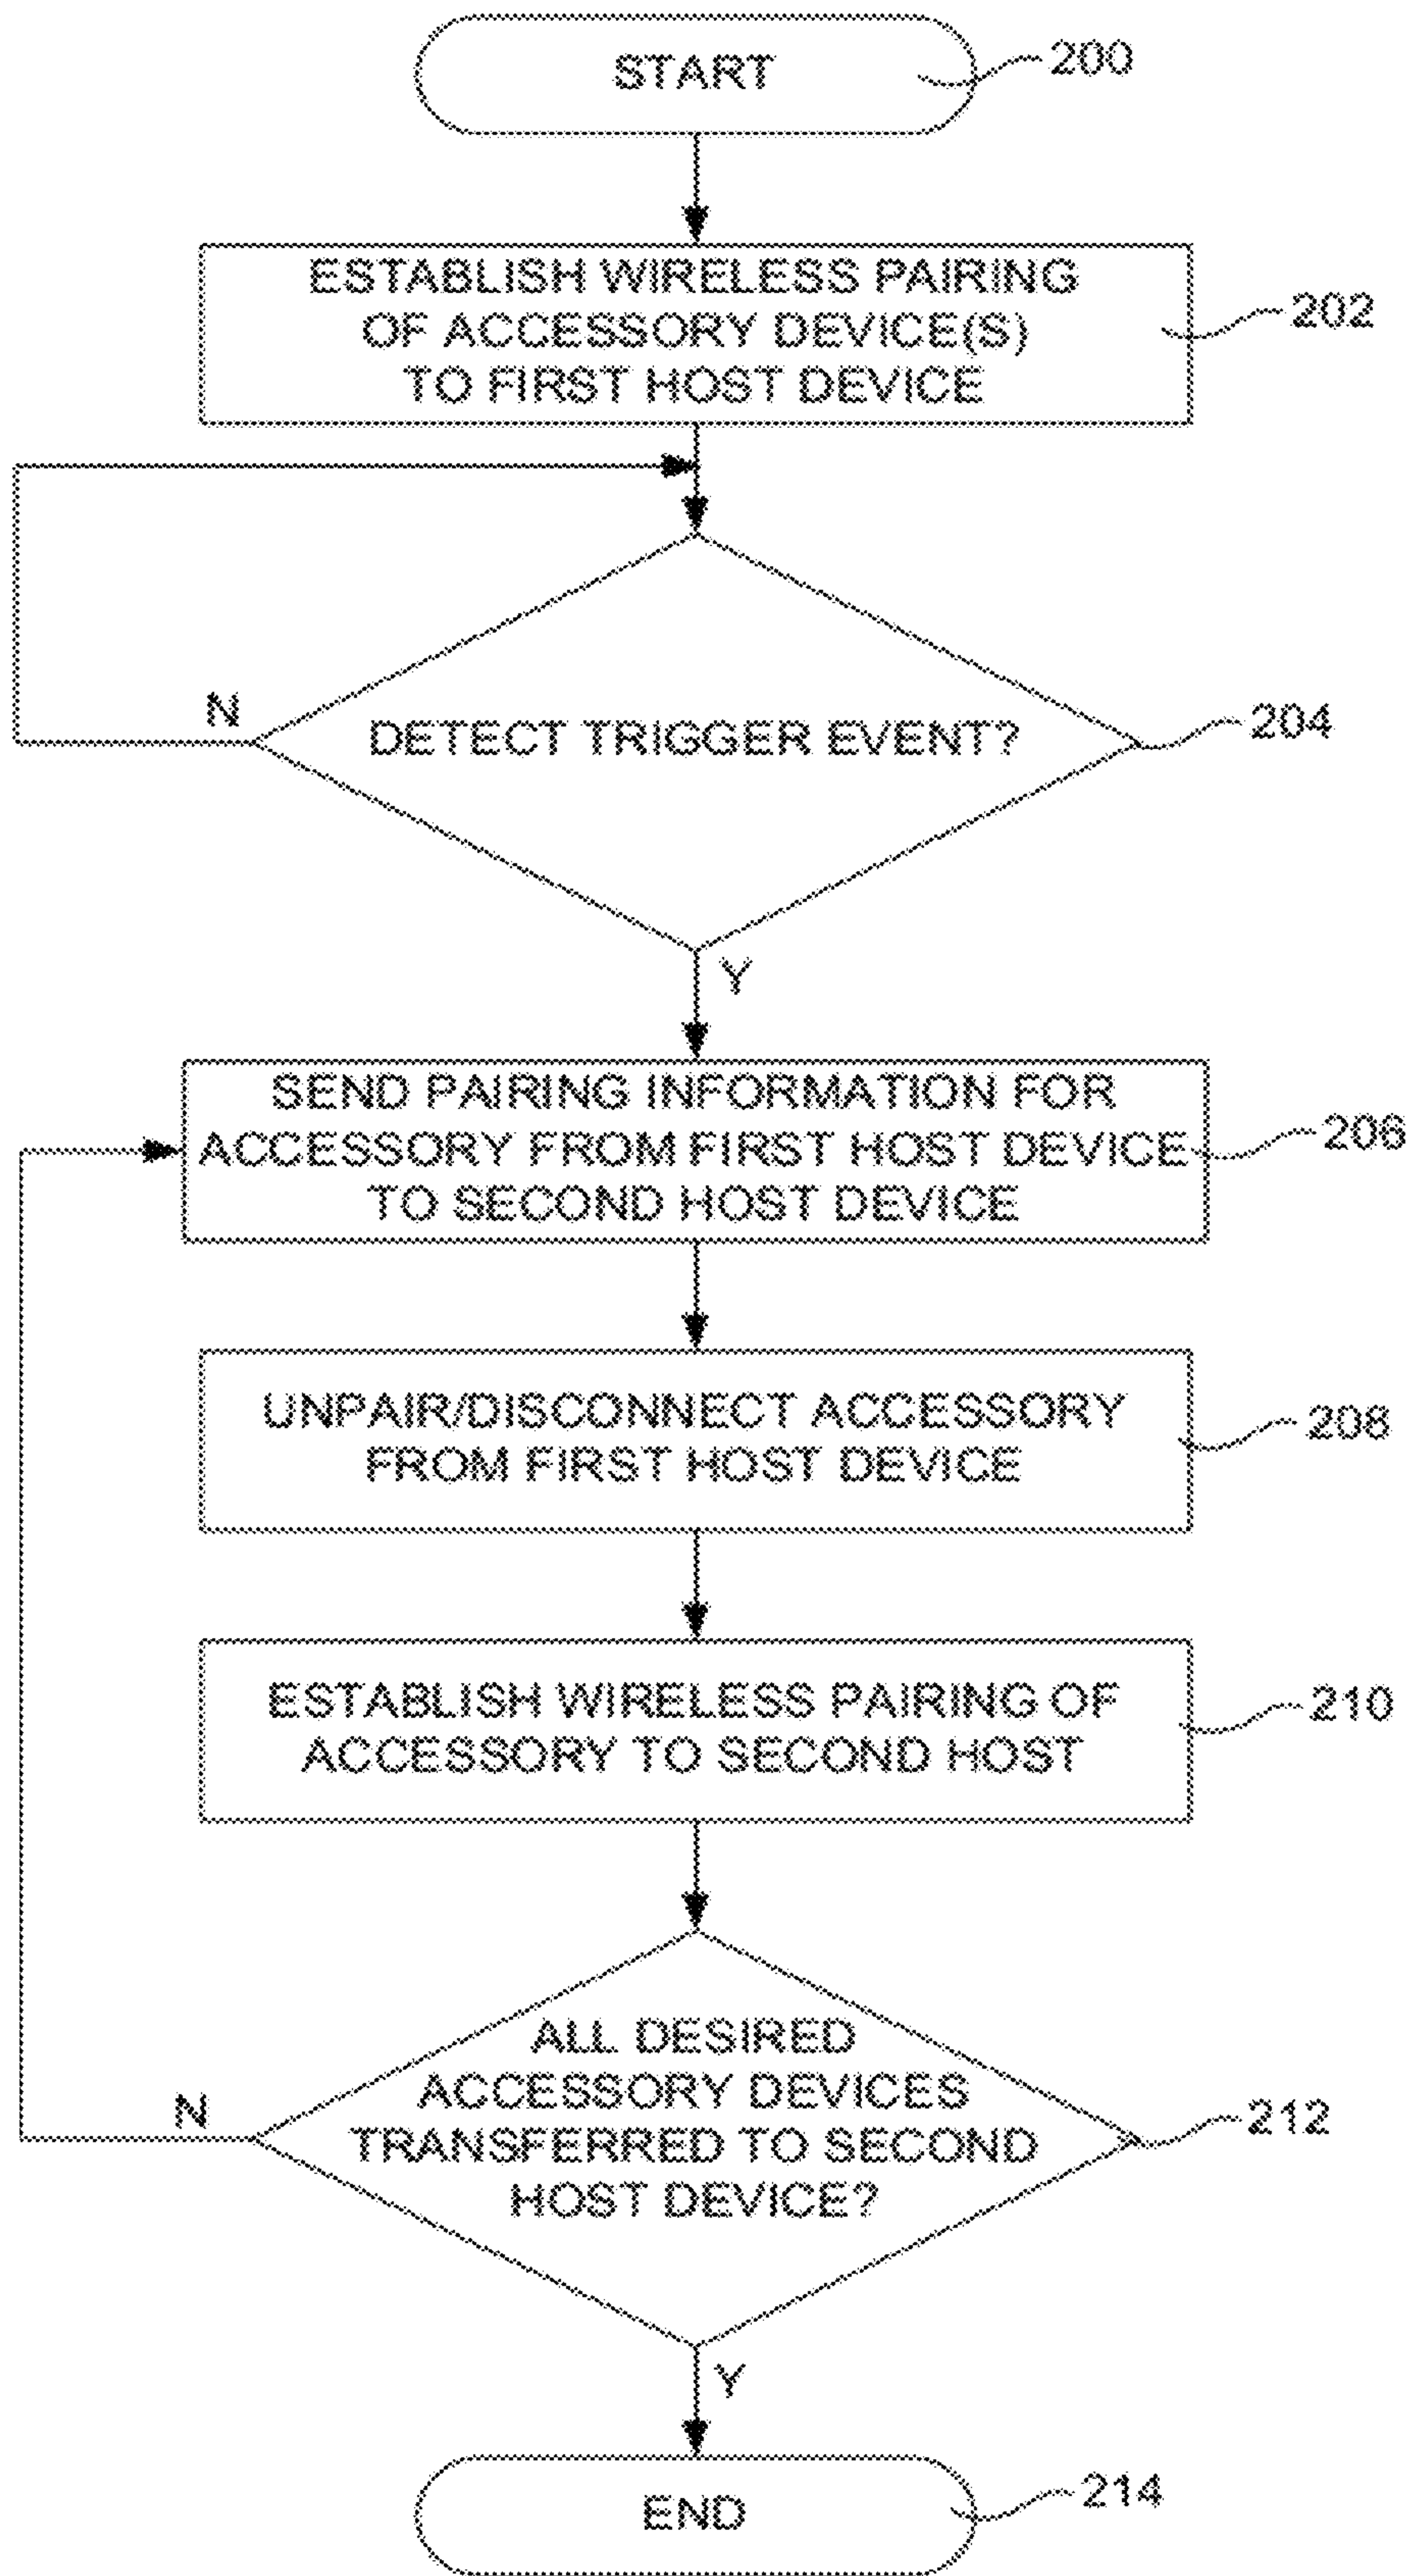 START
200
ESTABLISH WIRELESS PAIRING
OF ACCESSORY DEVICE(S)
TO FIRST HOST DEVICE
202
N
DETECT TRIGGER EVENT?
204
Y
SEND PAIRING INFORMATION FOR
ACCESSORY FROM FIRST HOST DEVICE
TO SECOND HOST DEVICE
206
UNPAIR/DISCONNECT ACCESSORY
FROM FIRST HOST DEVICE
208
ESTABLISH WIRELESS PAIRING OF
ACCESSORY TO SECOND HOST
210
ALL DESIRED
ACCESSORY DEVICES
TRANSFERRED TO SECOND
HOST DEVICE?
N
212
Y
END
214